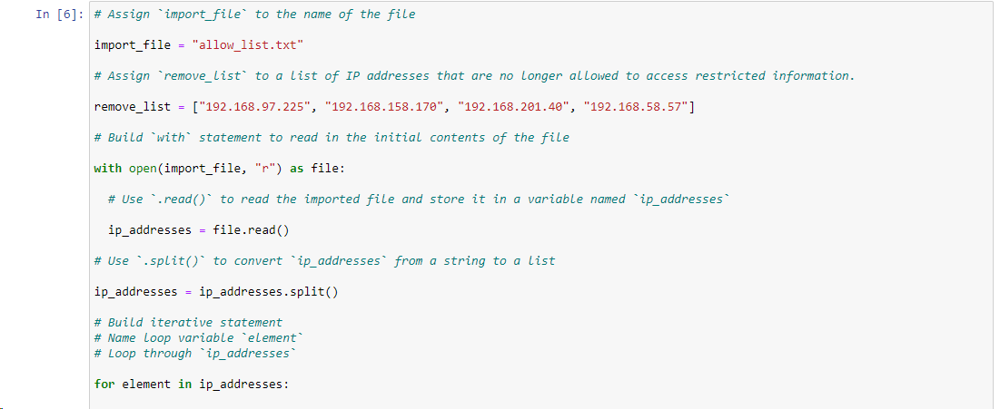 In [6]: # Assign `import_file` to the name of the file
import_file = "allow_list.txt"
# Assign `remove_list` to a list of IP addresses that are no longer allowed to access restricted information.
remove_list = ["192.168.97.225", "192.168.158.170", "192.168.201.40", "192.168.58.57"]
# Build `with` statement to read in the initial contents of the file
with open(import_file, "r") as file:
# Use `.read()` to read the imported file and store it in a variable named `ip_addresses`
ip_addresses = file.read()
# Use `.split()` to convert `ip_addresses` from a string to a list
ip_addresses = ip_addresses.split()
# Build iterative statement
# Name loop variable `element`
# Loop through `ip_addresses`
for element in ip_addresses: